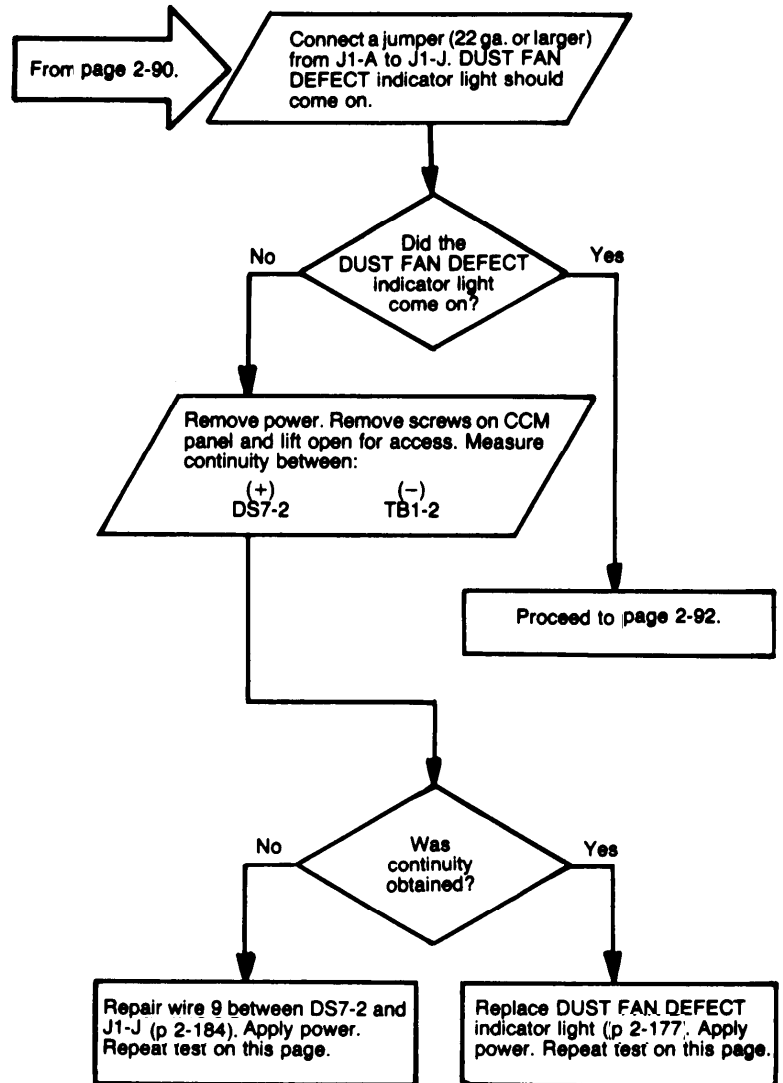 From page 2-90.
Connect a jumper (22 ga. or larger)
from J1-A to J1-J. DUST FAN
DEFECT indicator light should
come on.
No
Did the
DUST FAN DEFECT
indicator light
come on?
Yes
Remove power. Remove screws on CCM
panel and lift open for access. Measure
continuity between:
(+) (−)
DS7-2 TB1-2
Proceed to page 2-92.
No
Was
continuity
obtained?
Yes
Repair wire 9 between DS7-2 and
J1-J (p 2-184). Apply power.
Repeat test on this page.
Replace DUST FAN DEFECT
indicator light (p 2-177). Apply
power. Repeat test on this page.